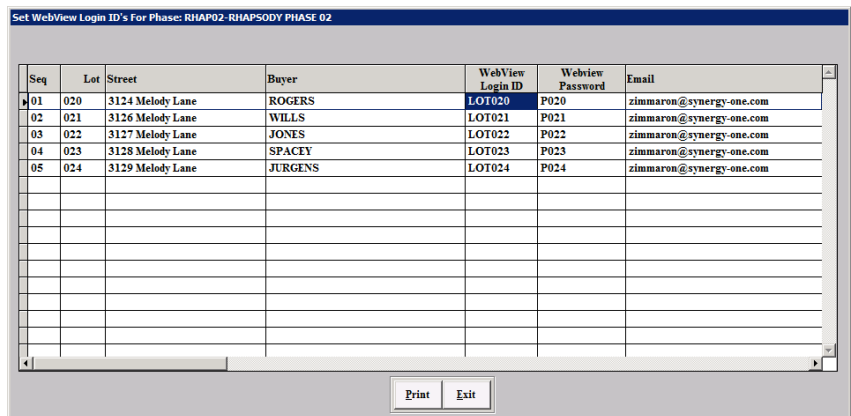 Set WebView Login ID's For Phase: RHAP02-RHAPSODY PHASE 02
Seq Lot Street Buyer WebView Login ID Webview Password Email
01 020 3124 Melody Lane ROGERS LOT020 P020 zimmaron@synergy-one.com
02 021 3126 Melody Lane WILLS LOT021 P021 zimmaron@synergy-one.com
03 022 3127 Melody Lane JONES LOT022 P022 zimmaron@synergy-one.com
04 023 3128 Melody Lane SPACEY LOT023 P023 zimmaron@synergy-one.com
05 024 3129 Melody Lane JURGENS LOT024 P024 zimmaron@synergy-one.com
Print Exit